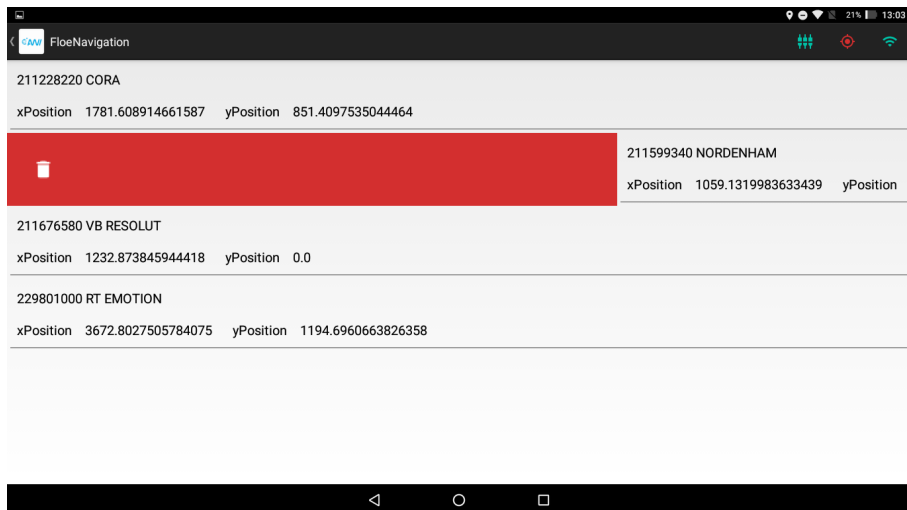 21% 13:03
AWI FloeNavigation
211228220 CORA
xPosition 1781.608914661587 yPosition 851.4097535044464
211599340 NORDENHAM
xPosition 1059.1319983633439 yPosition
211676580 VB RESOLUT
xPosition 1232.873845944418 yPosition 0.0
229801000 RT EMOTION
xPosition 3672.8027505784075 yPosition 1194.6960663826358